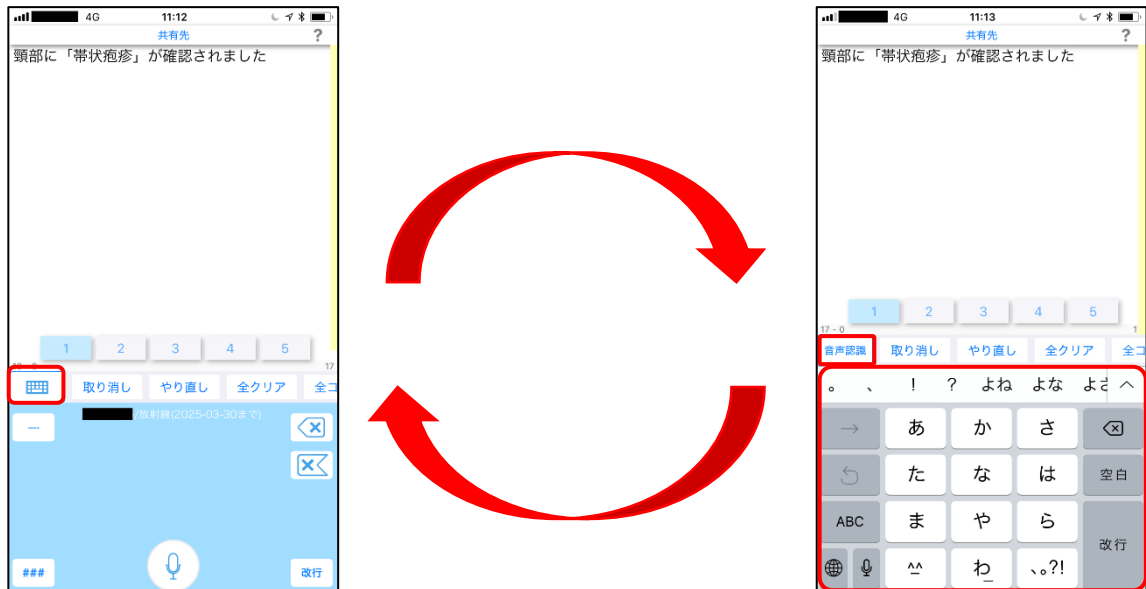 4G 11:12
共有先 ?
頸部に「帯状疱疹」が確認されました
1 2 3 4 5
17
取り消し やり直し 全クリア 全コ
/放射線(2025-03-30まで)
###
改行
4G 11:13
共有先 ?
頸部に「帯状疱疹」が確認されました
1 2 3 4 5
17 - 0 1
音声認識 取り消し やり直し 全クリア 全コ
。 、 ! ? よね よな よさ
→ あ か さ
た な は 空白
ABC ま や ら
改行
^^ わ 、。?!